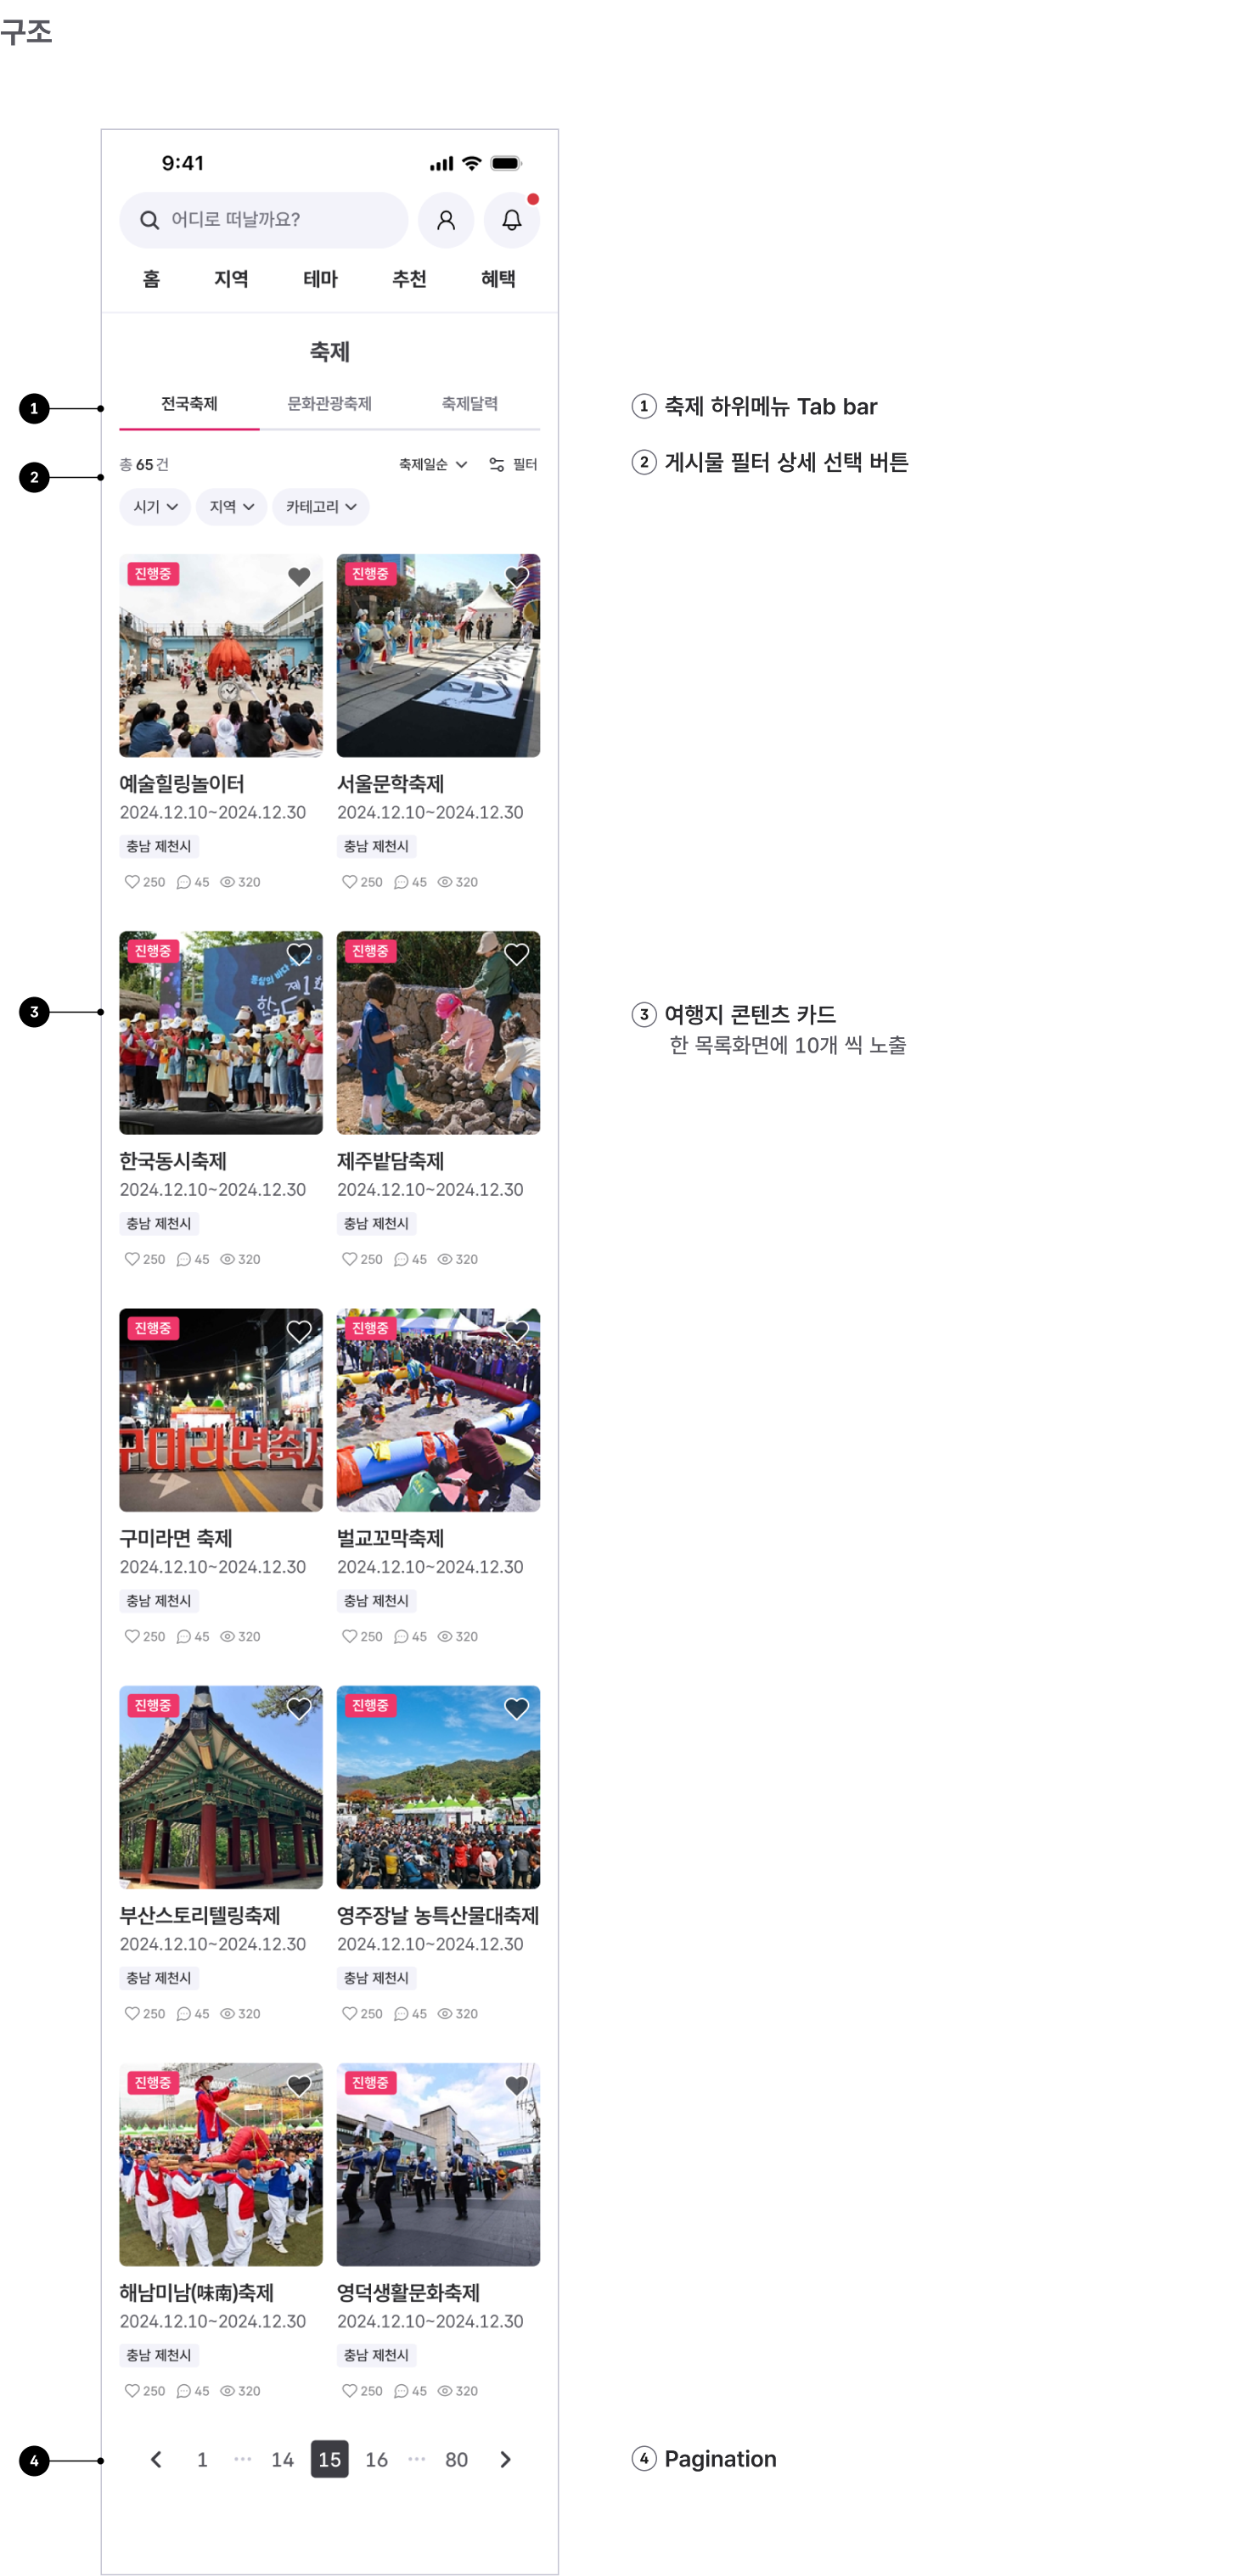 구조
9:41
어디로 떠날까요?
홈 지역 테마 추천 혜택
축제
1 전국축제 문화관광축제 축제달력
① 축제 하위메뉴 Tab bar
2 총 65 건 축제일순 필터
② 게시물 필터 상세 선택 버튼
시기 지역 카테고리
진행중 진행중
예술힐링놀이터 서울문학축제
2024.12.10~2024.12.30 2024.12.10~2024.12.30
충남 제천시 충남 제천시
250 45 320 250 45 320
진행중 진행중
제1회
3
③ 여행지 콘텐츠 카드
한 목록화면에 10개 씩 노출
한국동시축제 제주밭담축제
2024.12.10~2024.12.30 2024.12.10~2024.12.30
충남 제천시 충남 제천시
250 45 320 250 45 320
진행중 진행중
구미라면축제
구미라면 축제 벌교꼬막축제
2024.12.10~2024.12.30 2024.12.10~2024.12.30
충남 제천시 충남 제천시
250 45 320 250 45 320
진행중 진행중
부산스토리텔링축제 영주장날 농특산물대축제
2024.12.10~2024.12.30 2024.12.10~2024.12.30
충남 제천시 충남 제천시
250 45 320 250 45 320
진행중 진행중
해남미남(味南)축제 영덕생활문화축제
2024.12.10~2024.12.30 2024.12.10~2024.12.30
충남 제천시 충남 제천시
250 45 320 250 45 320
4 1 ··· 14 15 16 ··· 80
④ Pagination